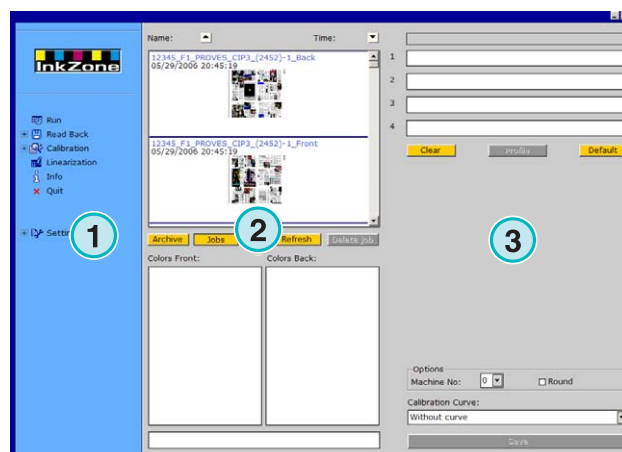 InkZone
Run
Read Back
Calibration
Linearization
Info
Quit
1
Name:
Time:
12345_F1_PROVES_CIP3_(2452)-1_Back
05/29/2006 20:45:19
12345_F1_PROVES_CIP3_(2452)-1_Front
05/29/2006 20:45:19
Archive
Jobs
2
Refresh
Delete job
Colors Front:
Colors Back:
1
2
3
4
Clear
Profile
Default
3
Options
Machine No:
0
Round
Calibration Curve:
Without curve
Save